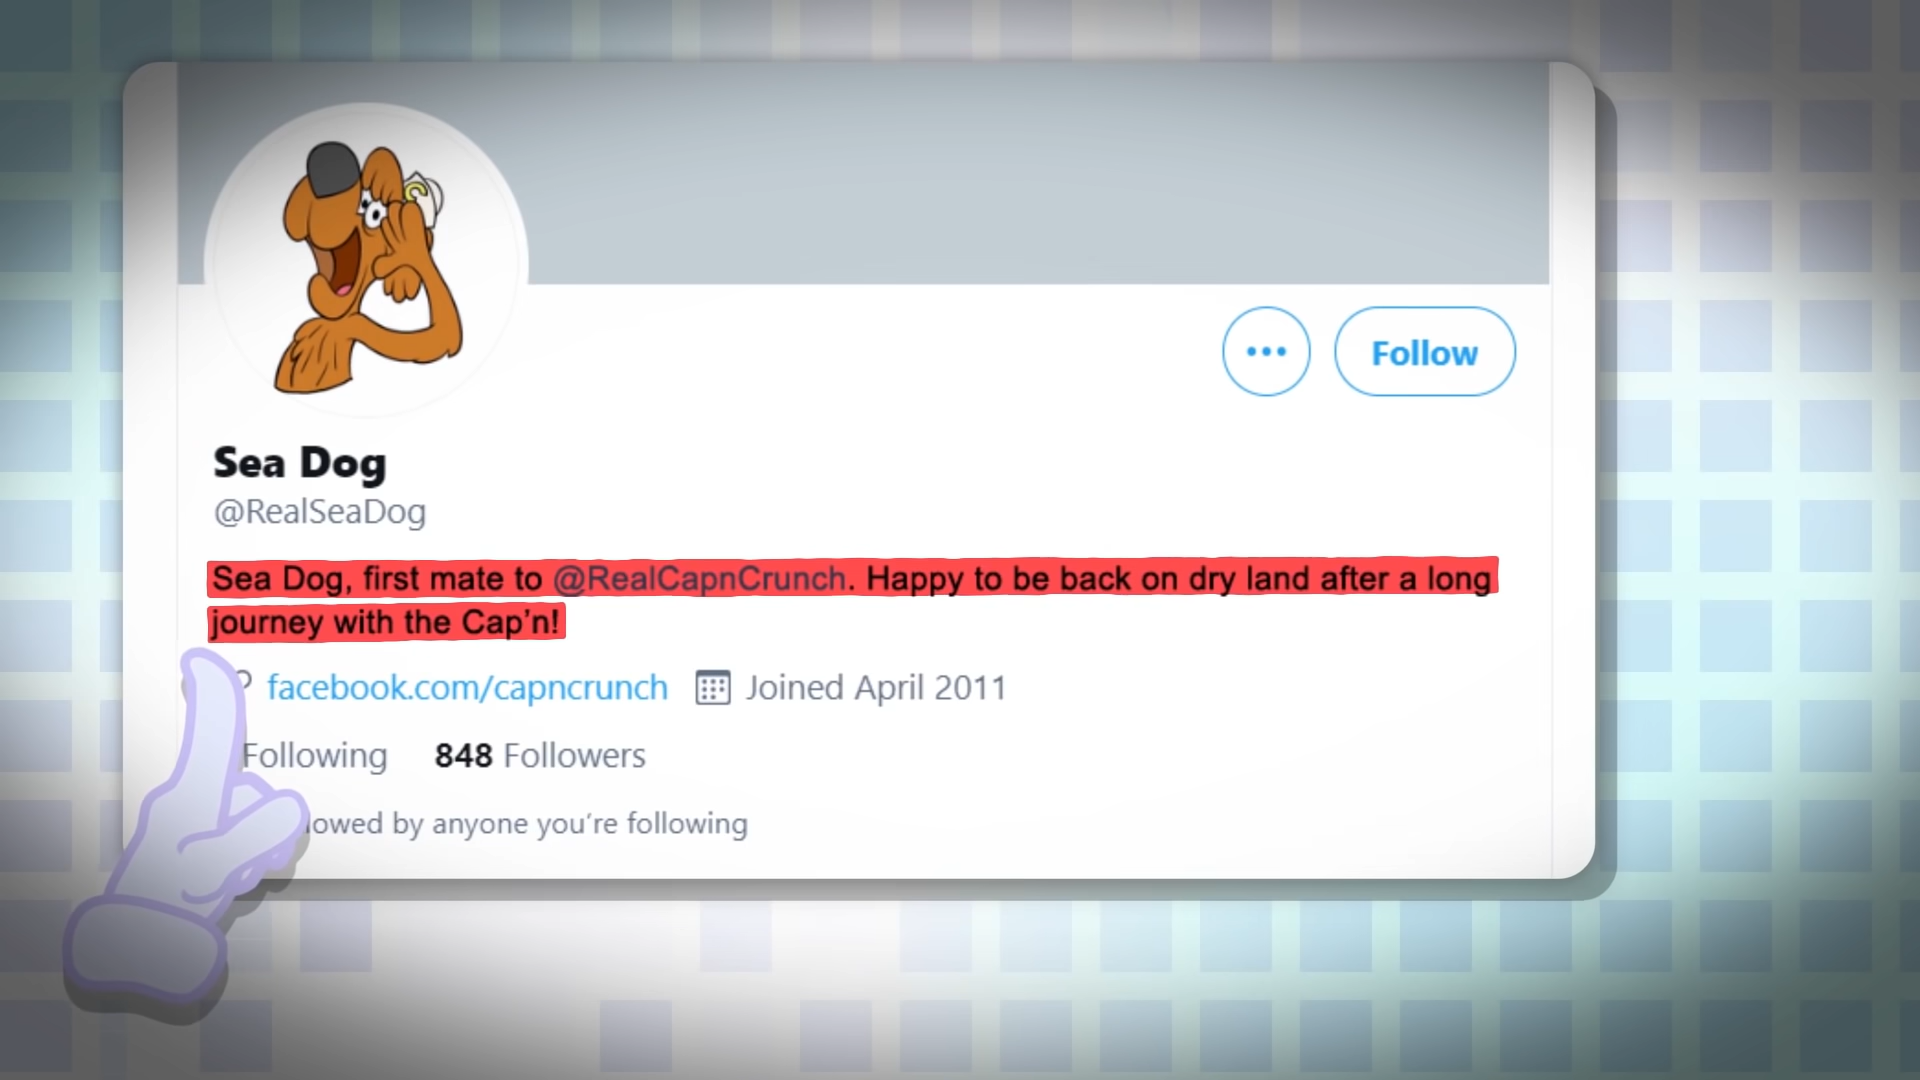 Sea Dog
@RealSeaDog
Sea Dog, first mate to @RealCapnCrunch. Happy to be back on dry land after a long
journey with the Cap’n!
facebook.com/capncrunch Joined April 2011
Following 848 Followers
by anyone you’re following
Follow